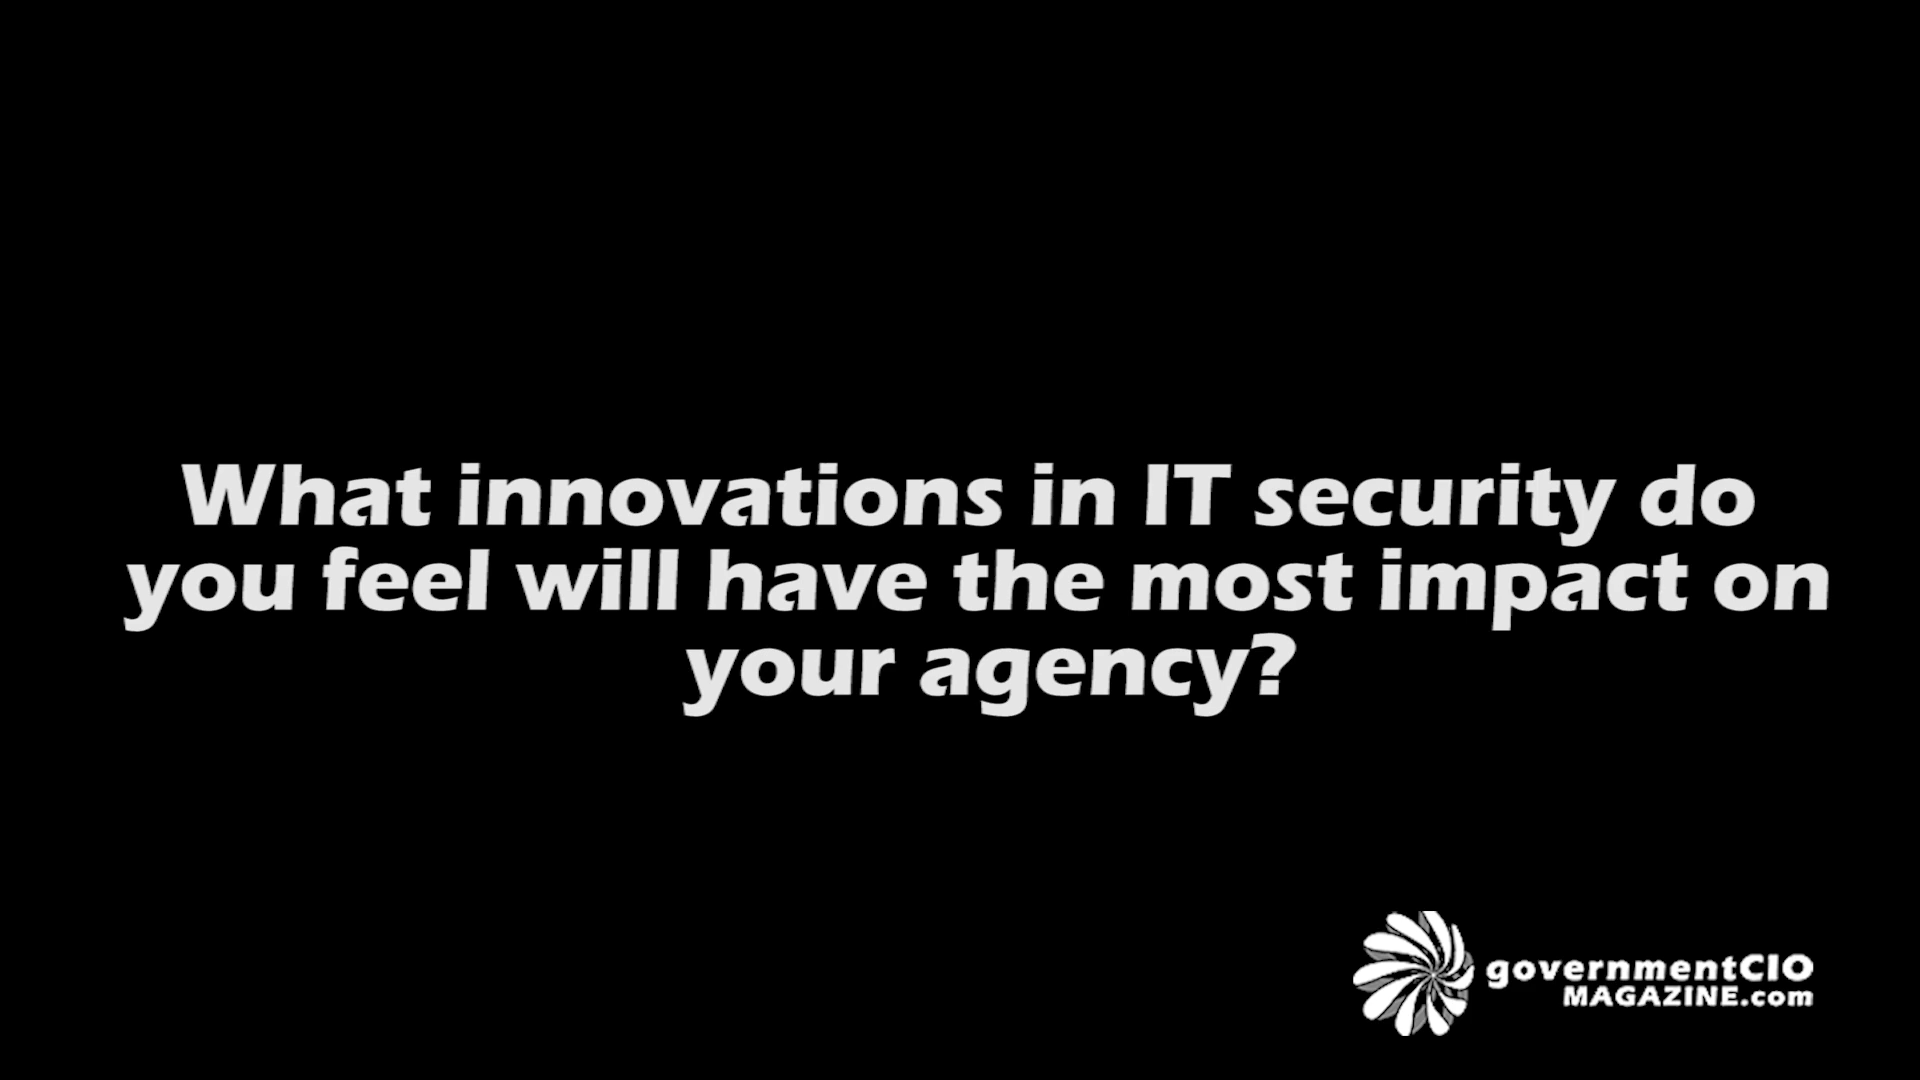 What innovations in IT security do
you feel will have the most impact on
your agency?
governmentCIO
MAGAZINE.com